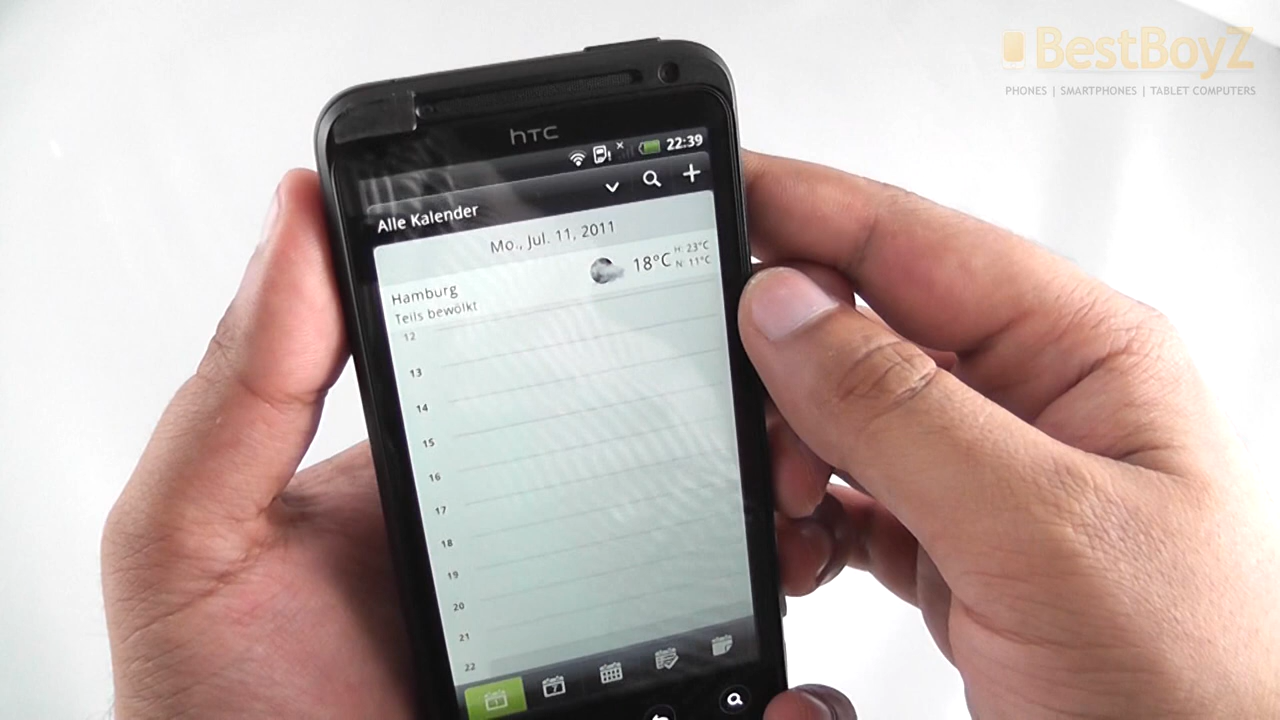 BestBoyZ
PHONES | SMARTPHONES | TABLET COMPUTERS
hTC
22:39
Alle Kalender
Mo., Jul. 11, 2011
18°C
H: 23°C
N: 11°C
Hamburg
Teils bewölkt
12
13
14
15
16
17
18
19
20
21
22